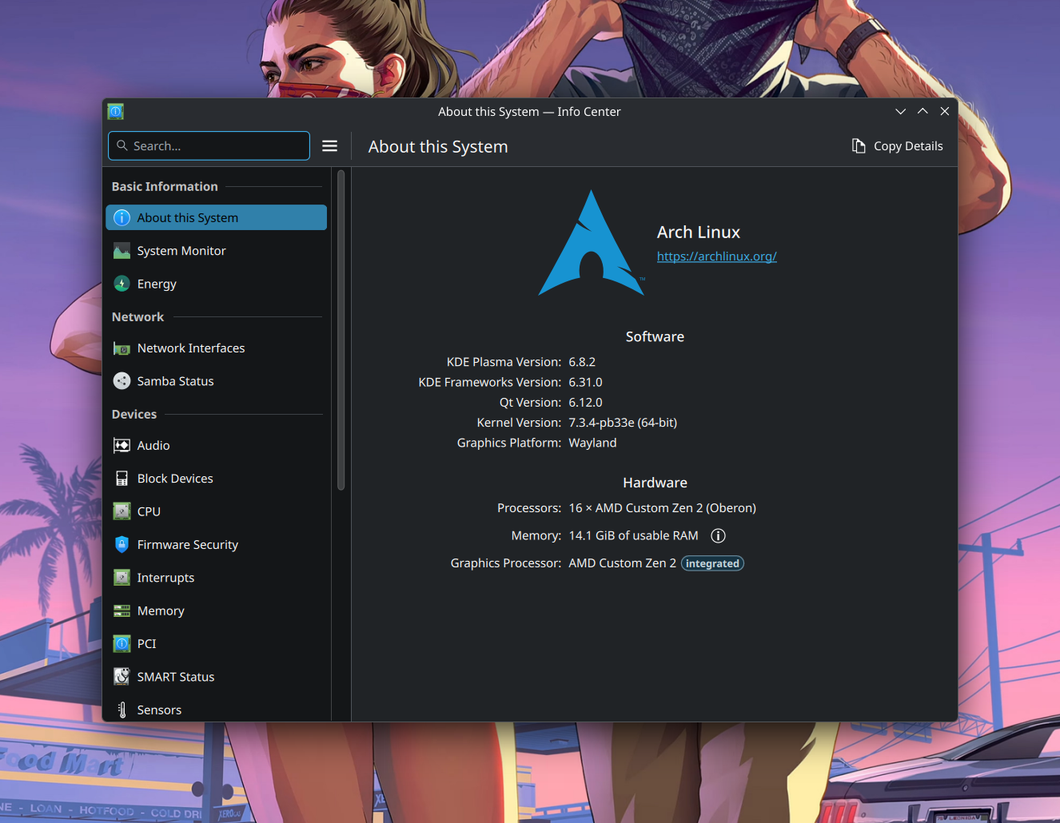 About this System — Info Center
Search...
About this System
Copy Details
Basic Information
About this System
System Monitor
Energy
Network
Network Interfaces
Samba Status
Devices
Audio
Block Devices
CPU
Firmware Security
Interrupts
Memory
PCI
SMART Status
Sensors
Arch Linux
https://archlinux.org/
TM
Software
KDE Plasma Version: 6.8.2
KDE Frameworks Version: 6.31.0
Qt Version: 6.12.0
Kernel Version: 7.3.4-pb33e (64-bit)
Graphics Platform: Wayland
Hardware
Processors: 16 × AMD Custom Zen 2 (Oberon)
Memory: 14.1 GiB of usable RAM
Graphics Processor: AMD Custom Zen 2 integrated
Food Mart
NE - LOAN - HOTFOOD - COLD DRI